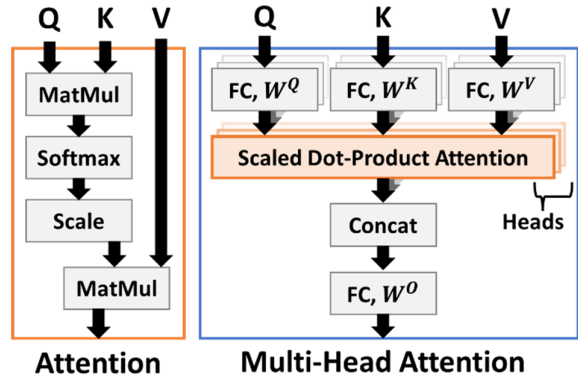 Q K V
MatMul
Softmax
Scale
MatMul
Attention
Q K V
FC, W^Q FC, W^K FC, W^V
Scaled Dot-Product Attention
Heads
Concat
FC, W^O
Multi-Head Attention